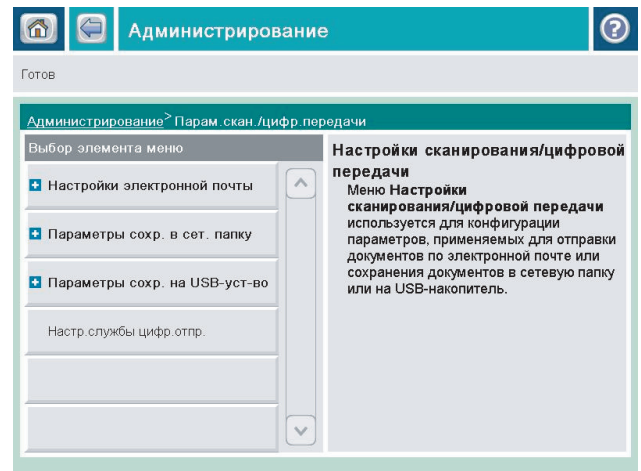 Администрирование
?
Готов
Администрирование > Парам.скан./цифр.передачи
Выбор элемента меню
Настройки электронной почты
Параметры сохр. в сет. папку
Параметры сохр. на USB-уст-во
Настр.службы цифр.отпр.
Настройки сканирования/цифровой
передачи
Меню Настройки
сканирования/цифровой передачи
используется для конфигурации
параметров, применяемых для отправки
документов по электронной почте или
сохранения документов в сетевую папку
или на USB-накопитель.